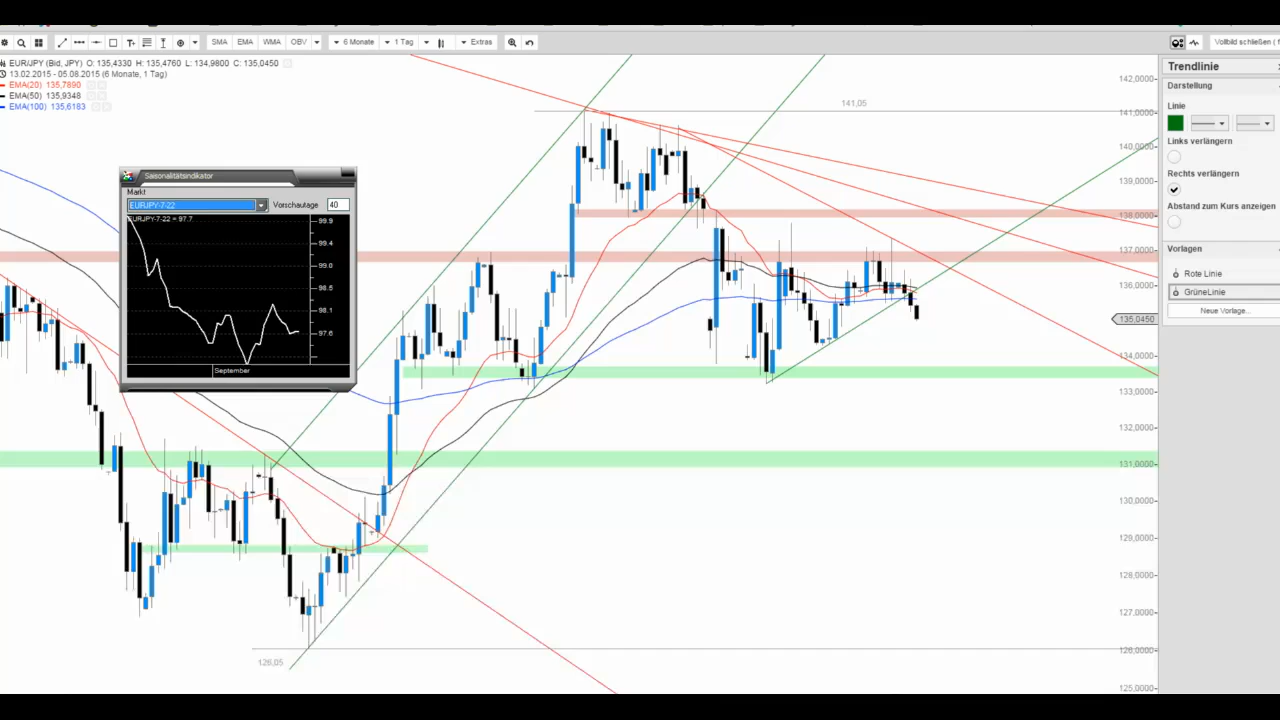 SMA EMA WMA OBV 6 Monate 1 Tag Extras Vollbild schließen (
EUR/JPY (Bid, JPY) O: 135,4330 H: 135,4760 L: 134,9800 C: 135,0450
13.02.2015 - 05.08.2015 (6 Monate, 1 Tag)
EMA(20) 135,7890
EMA(50) 135,9348
EMA(100) 135,6183
141,05
126,05
142,0000
141,0000
140,0000
139,0000
138,0000
137,0000
136,0000
135,0450
134,0000
133,0000
132,0000
131,0000
130,0000
129,0000
128,0000
127,0000
126,0000
125,0000
Saisonalitätsindikator
Markt
EURJPY-7-22 Vorschautage 40
EURJPY-7-22 = 97.7
99.9
99.4
99.0
98.5
98.1
97.6
September
Trendlinie
Darstellung
Linie
Links verlängern
Rechts verlängern
Abstand zum Kurs anzeigen
Vorlagen
Rote Linie
GrüneLinie
Neue Vorlage...